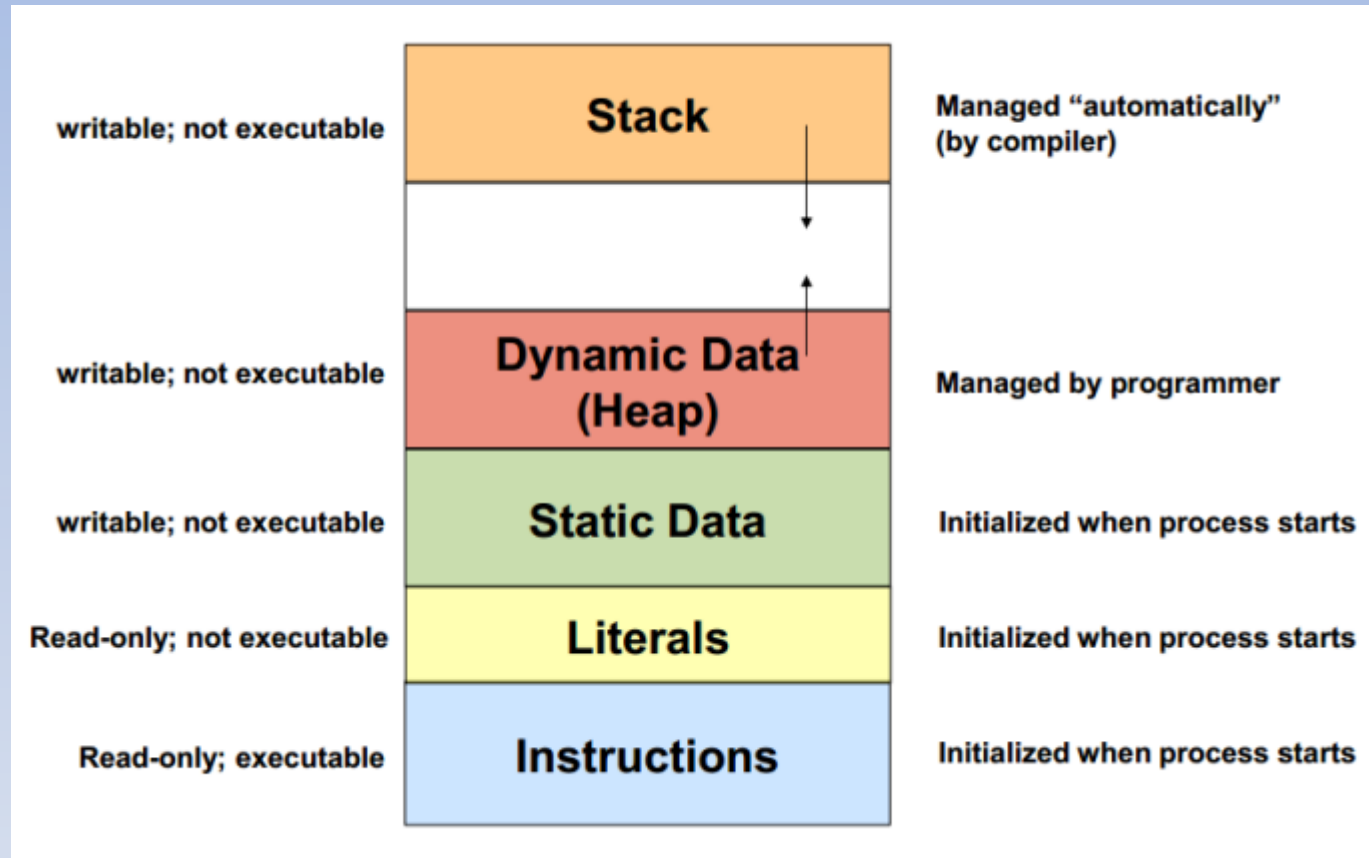 writable; not executable
Stack
Managed “automatically”
(by compiler)
writable; not executable
Dynamic Data
(Heap)
Managed by programmer
writable; not executable
Static Data
Initialized when process starts
Read-only; not executable
Literals
Initialized when process starts
Read-only; executable
Instructions
Initialized when process starts